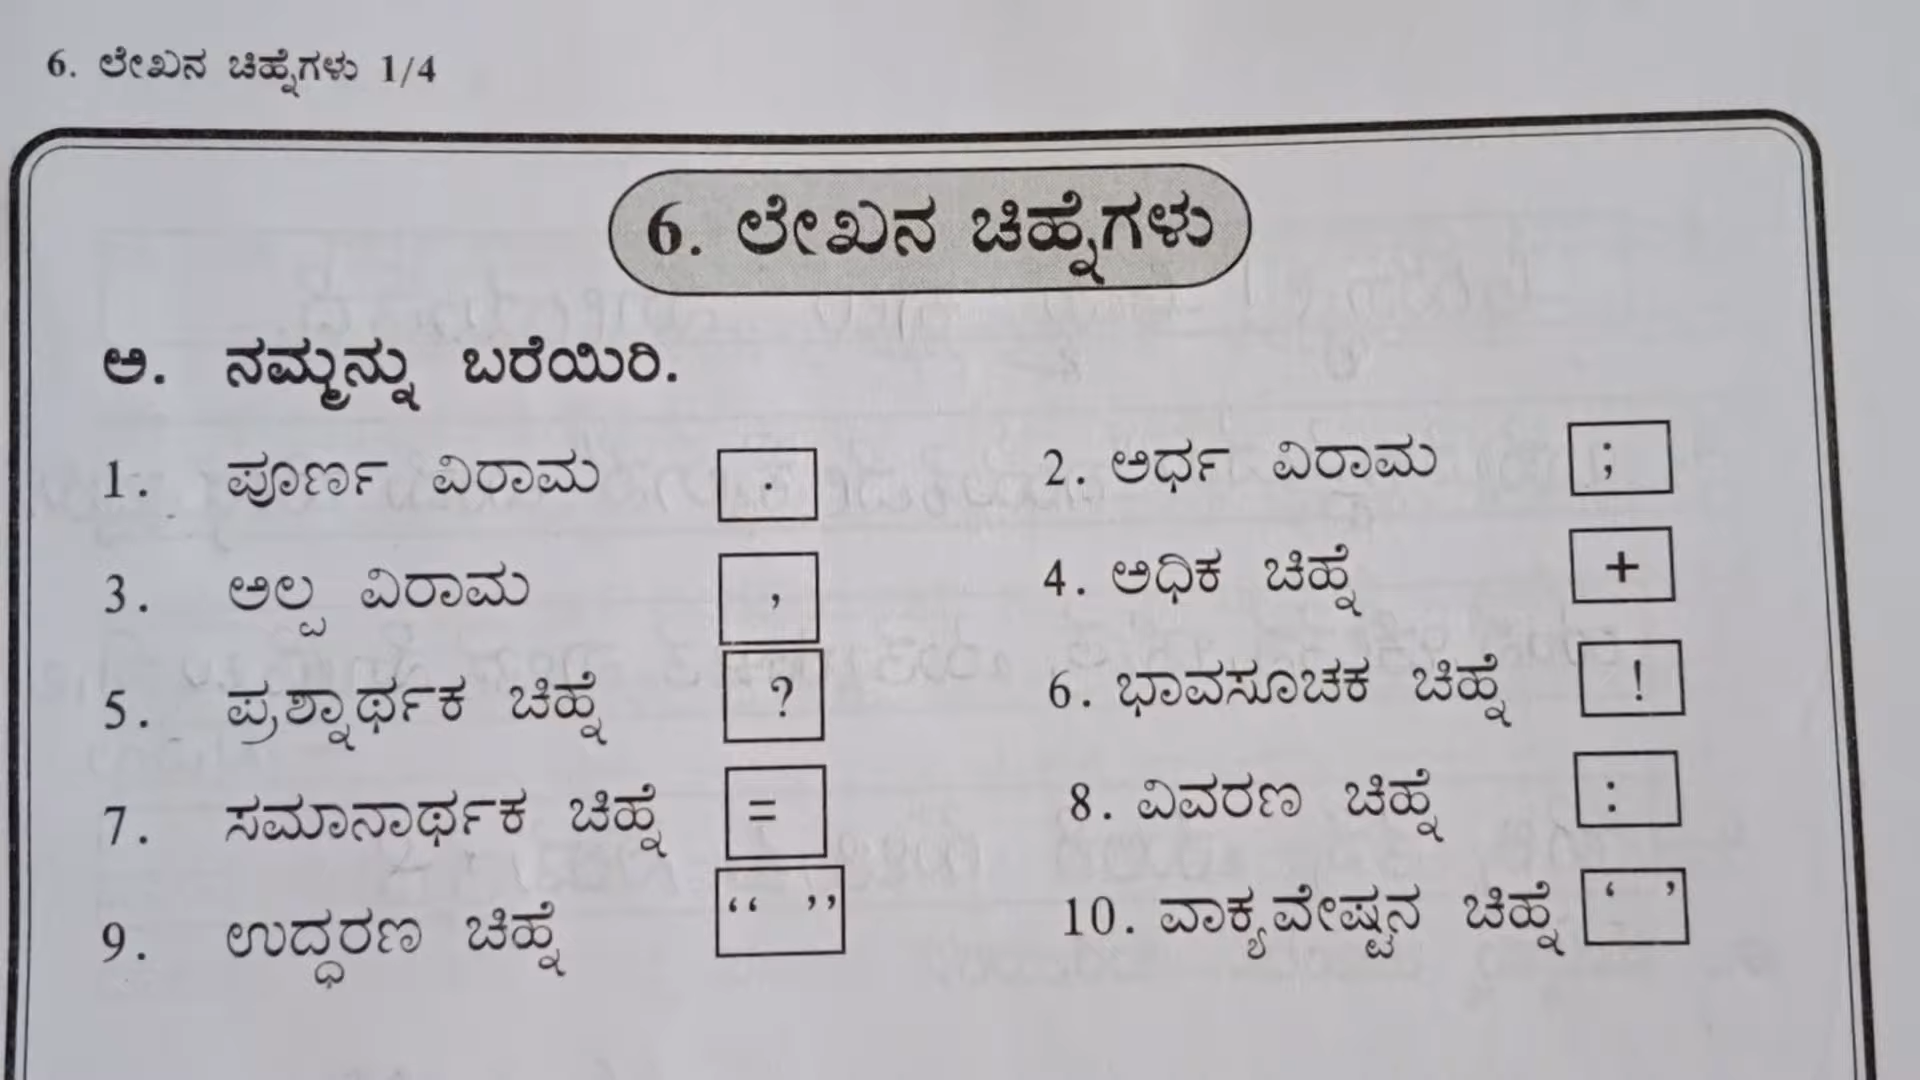 6. ಲೇಖನ ಚಿಹ್ನೆಗಳು 1/4
6. ಲೇಖನ ಚಿಹ್ನೆಗಳು
ಅ. ನಮ್ಮನ್ನು ಬರೆಯಿರಿ.
1. ಪೂರ್ಣ ವಿರಾಮ .
2. ಅರ್ಧ ವಿರಾಮ ;
3. ಅಲ್ಪ ವಿರಾಮ ,
4. ಅಧಿಕ ಚಿಹ್ನೆ +
5. ಪ್ರಶ್ನಾರ್ಥಕ ಚಿಹ್ನೆ ?
6. ಭಾವಸೂಚಕ ಚಿಹ್ನೆ !
7. ಸಮಾನಾರ್ಥಕ ಚಿಹ್ನೆ =
8. ವಿವರಣ ಚಿಹ್ನೆ :
9. ಉದ್ಧರಣ ಚಿಹ್ನೆ “ ”
10. ವಾಕ್ಯವೇಷ್ಟನ ಚಿಹ್ನೆ ‘ ’